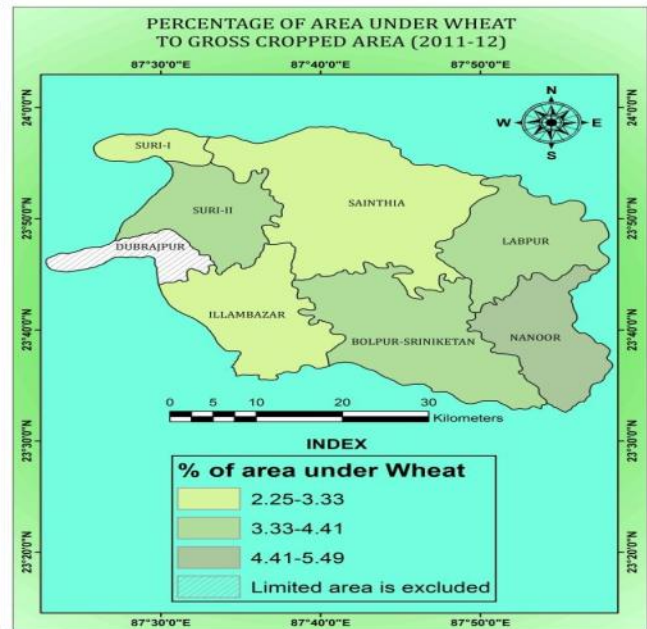 PERCENTAGE OF AREA UNDER WHEAT
TO GROSS CROPPED AREA (2011-12)
87°30'0"E 87°40'0"E 87°50'0"E
24°0'0"N
24°0'0"N
N
W E
S
SURI-I
SAINTHIA
SURI-II
23°50'0"N
23°50'0"N
LABPUR
DUBRAJPUR
ILLAMBAZAR
23°40'0"N
23°40'0"N
BOLPUR-SRINIKETAN
NANOOR
0 5 10 20 30
Kilometers
23°30'0"N
23°30'0"N
INDEX
% of area under Wheat
2.25-3.33
3.33-4.41
4.41-5.49
Limited area is excluded
23°20'0"N
23°20'0"N
87°30'0"E 87°40'0"E 87°50'0"E